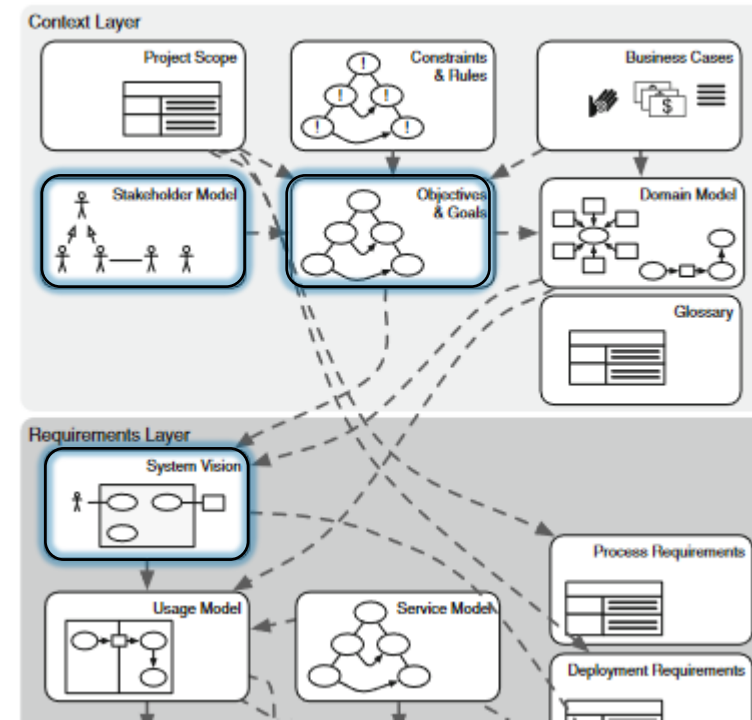 Context Layer
Project Scope
Constraints
& Rules
!
! !
! !
Business Cases
$
Stakeholder Model
Objectives
& Goals
Domain Model
Glossary
Requirements Layer
System Vision
Process Requirements
Usage Model
Service Model
Deployment Requirements